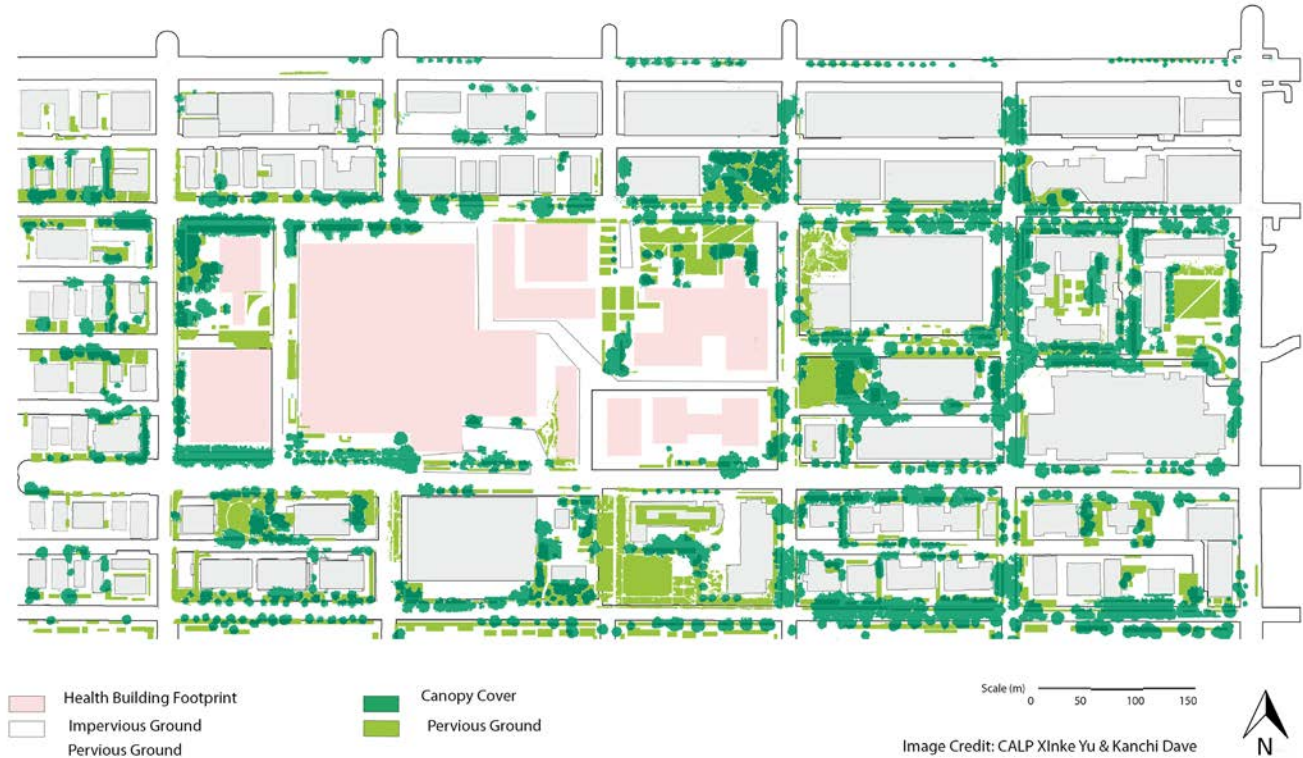 Health Building Footprint
Impervious Ground
Pervious Ground
Canopy Cover
Pervious Ground
Scale (m)
0 50 100 150
Image Credit: CALP XInke Yu & Kanchi Dave
N